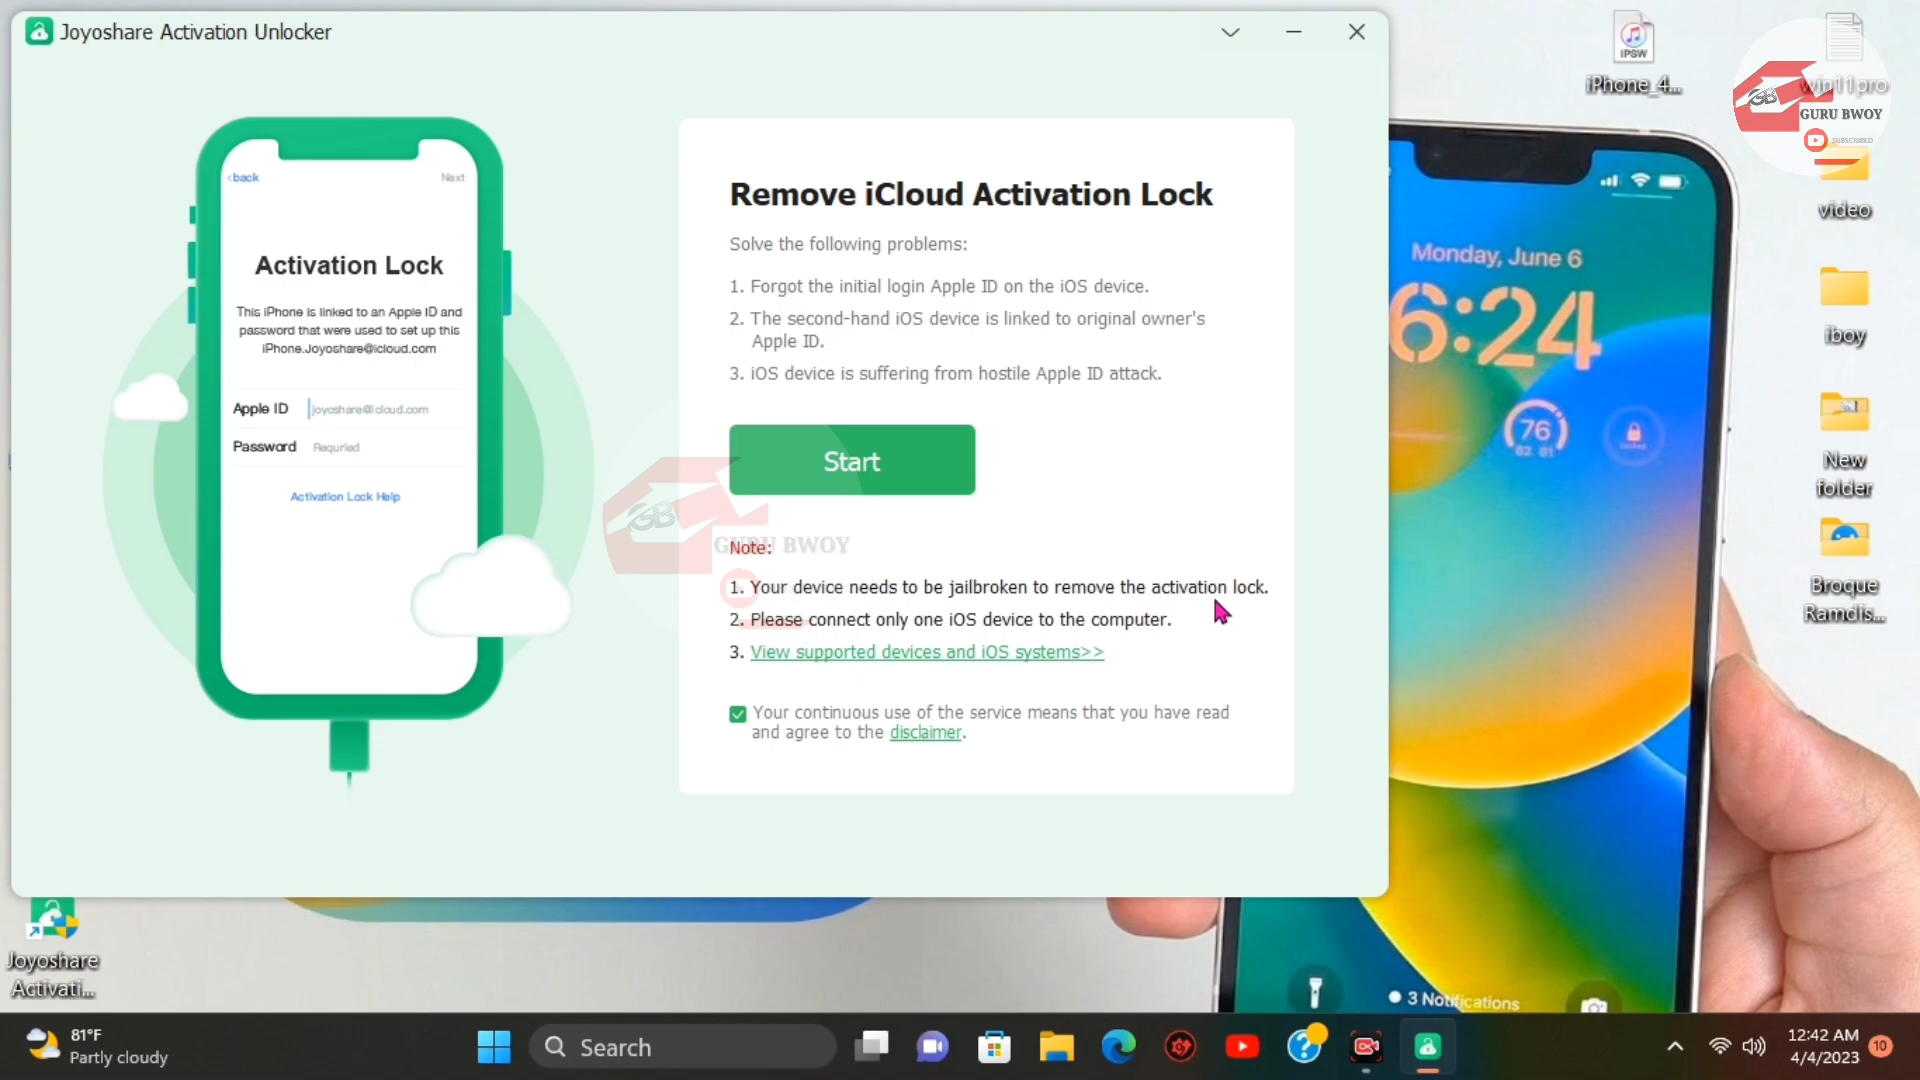 Joyoshare Activation Unlocker
‹back
Next
Activation Lock
This iPhone is linked to an Apple ID and
password that were used to set up this
iPhone.Joyoshare@icloud.com
Apple ID joyoshare@icloud.com
Password Requried
Activation Lock Help
Remove iCloud Activation Lock
Solve the following problems:
1. Forgot the initial login Apple ID on the iOS device.
2. The second-hand iOS device is linked to original owner's
Apple ID.
3. iOS device is suffering from hostile Apple ID attack.
Start
GURU BWOY
Note:
1. Your device needs to be jailbroken to remove the activation lock.
2. Please connect only one iOS device to the computer.
3. View supported devices and iOS systems>>
Your continuous use of the service means that you have read
and agree to the disclaimer.
IPSW
iPhone_4...
win11pro
GB
GURU BWOY
SUBSCRIBED
video
iboy
New
folder
Broque
Ramdis...
Monday, June 6
6:24
76
62 81
Locked
3 Notifications
Joyoshare
Activati...
81°F
Partly cloudy
Search
12:42 AM
4/4/2023
10